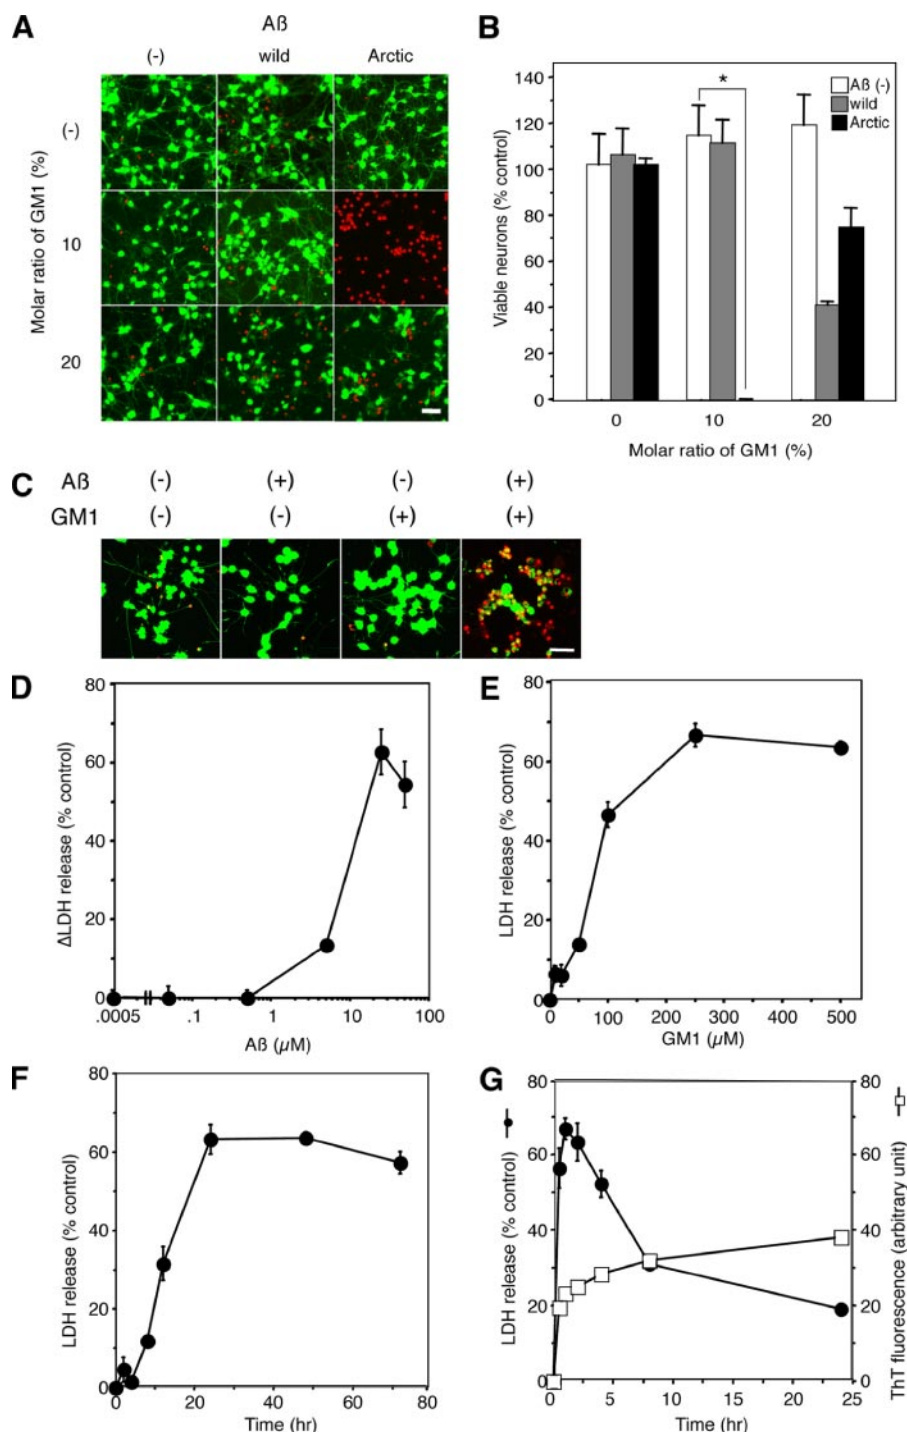 A
Aß
(-) wild Arctic
Molar ratio of GM1 (%)
(-)
10
20
B
Viable neurons (% control)
140
120
100
80
60
40
20
0
*
Aß (-)
wild
Arctic
0 10 20
Molar ratio of GM1 (%)
C
Aß (-) (+) (-) (+)
GM1 (-) (-) (+) (+)
D
ΔLDH release (% control)
80
60
40
20
0
.0005 .1 1 10 100
Aß (µM)
E
LDH release (% control)
80
60
40
20
0
0 100 200 300 400 500
GM1 (µM)
F
LDH release (% control)
80
60
40
20
0
0 20 40 60 80
Time (hr)
G
LDH release (% control)
80
60
40
20
0
0 5 10 15 20 25
Time (hr)
80
60
40
20
0
ThT fluorescence (arbitrary unit)